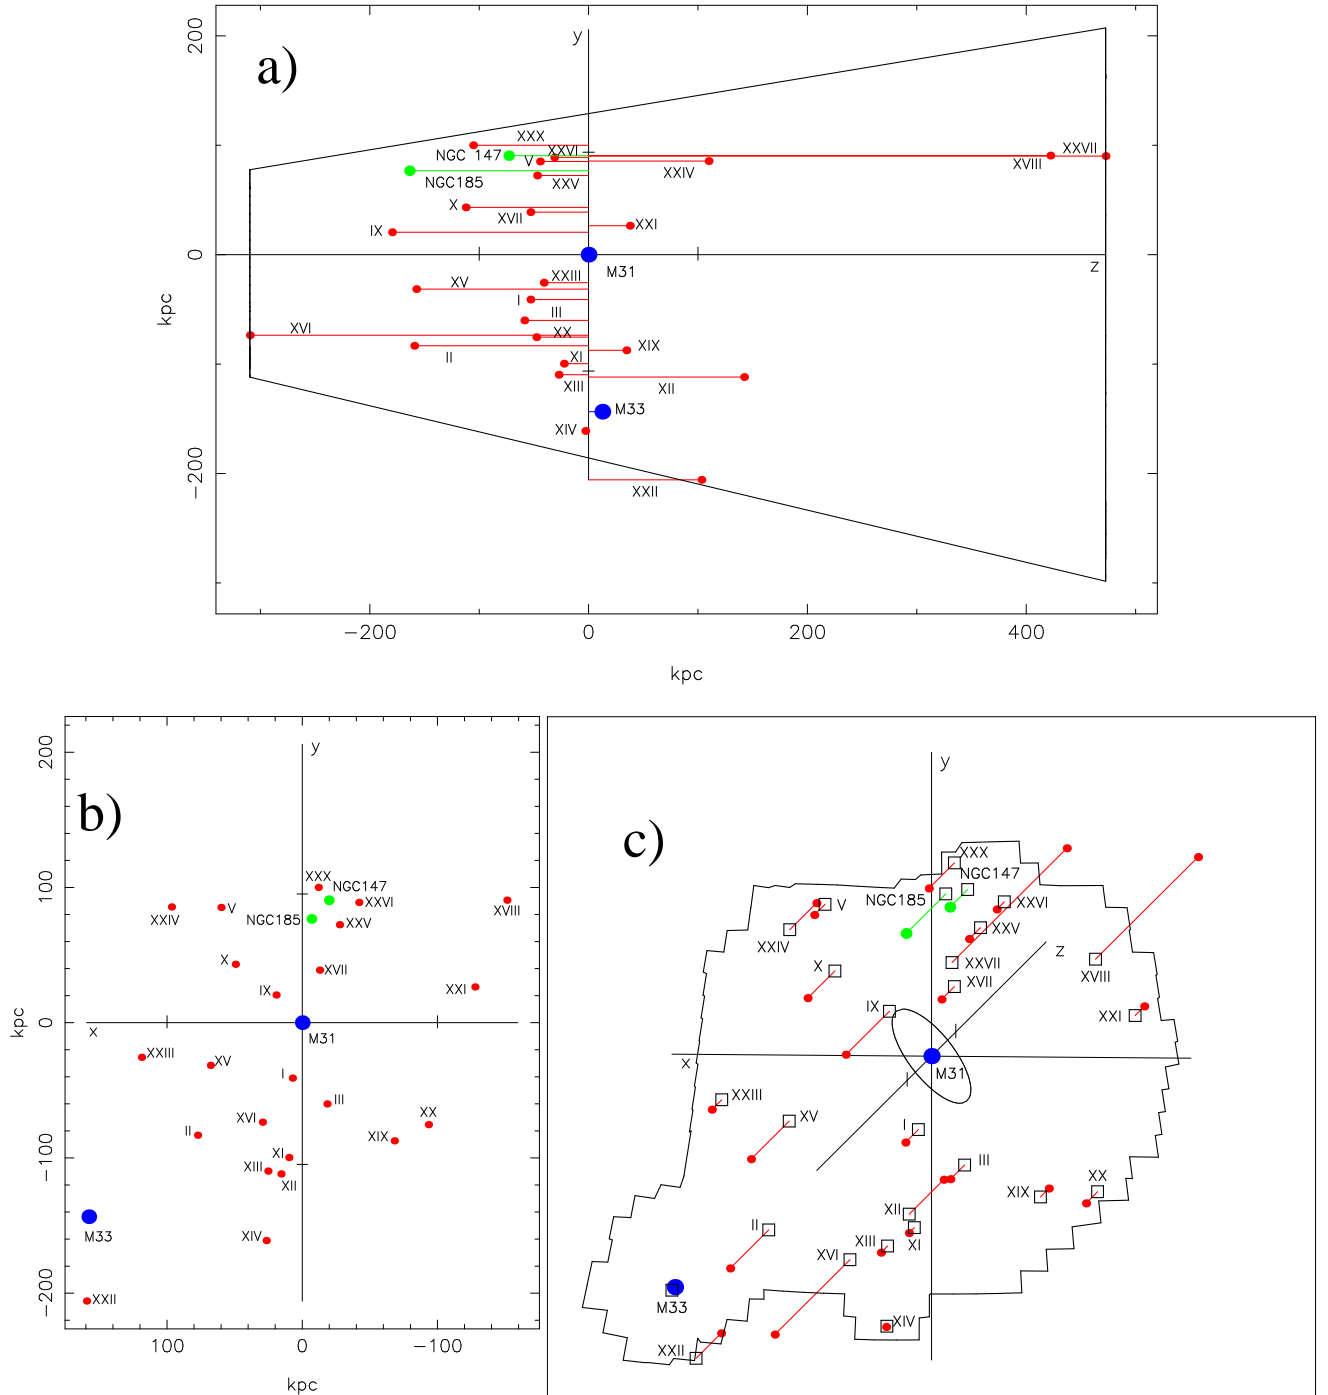 a)
y
200
0
−200
kpc
XXX
NGC 147
XXVI
V
NGC185
XXV
XXIV
XXVII
XVIII
X
XVII
IX
XXI
M31
z
XXIII
XV
I
III
XVI
XX
XIX
II
XI
XIII
XII
M33
XIV
XXII
−200
0
200
400
kpc
b)
y
200
100
0
−100
−200
kpc
XXX
NGC147
XXVI
XXIV
V
NGC185
XXV
XVIII
X
XVII
IX
XXI
x
M31
XXIII
XV
I
III
XVI
XX
II
XIX
XI
XIII
XII
M33
XIV
XXII
100
0
−100
kpc
c)
y
XXX
NGC147
NGC185
XXVI
V
XXIV
XXV
X
XXVII
z
XVIII
XVII
IX
XXI
x
M31
XXIII
XV
I
III
XX
XIX
XII
II
XIII
XI
XVI
M33
XIV
XXII